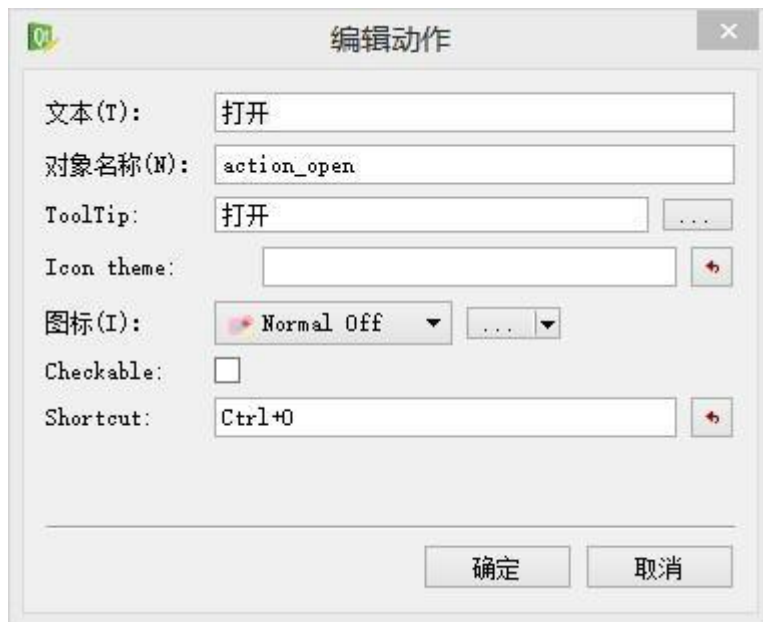 编辑动作
文本(T): 打开
对象名称(N): action_open
ToolTip: 打开 ...
Icon theme:
图标(I): Normal Off ...
Checkable:
Shortcut: Ctrl+O
确定 取消